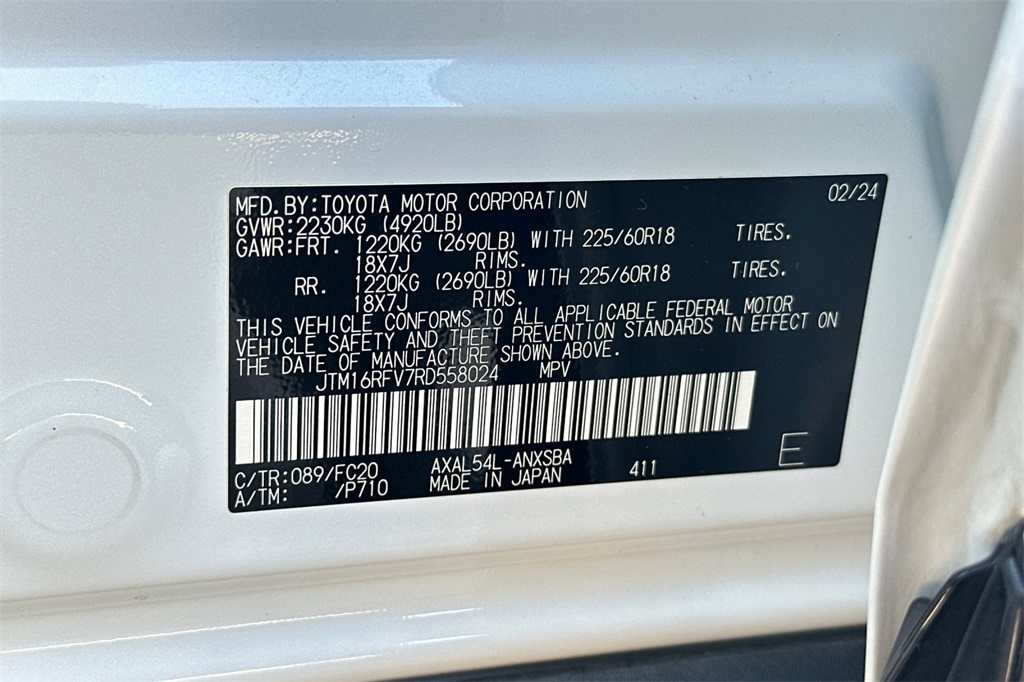 MFD.BY:TOYOTA MOTOR CORPORATION 02/24
GVWR:2230KG (4920LB)
GAWR:FRT. 1220KG (2690LB) WITH 225/60R18 TIRES.
18X7J RIMS.
RR. 1220KG (2690LB) WITH 225/60R18 TIRES.
18X7J RIMS.
THIS VEHICLE CONFORMS TO ALL APPLICABLE FEDERAL MOTOR
VEHICLE SAFETY AND THEFT PREVENTION STANDARDS IN EFFECT ON
THE DATE OF MANUFACTURE SHOWN ABOVE.
JTM16RFV7RD558024 MPV
C/TR:089/FC20 AXAL54L-ANXSBA 411 E
A/TM: /P710 MADE IN JAPAN